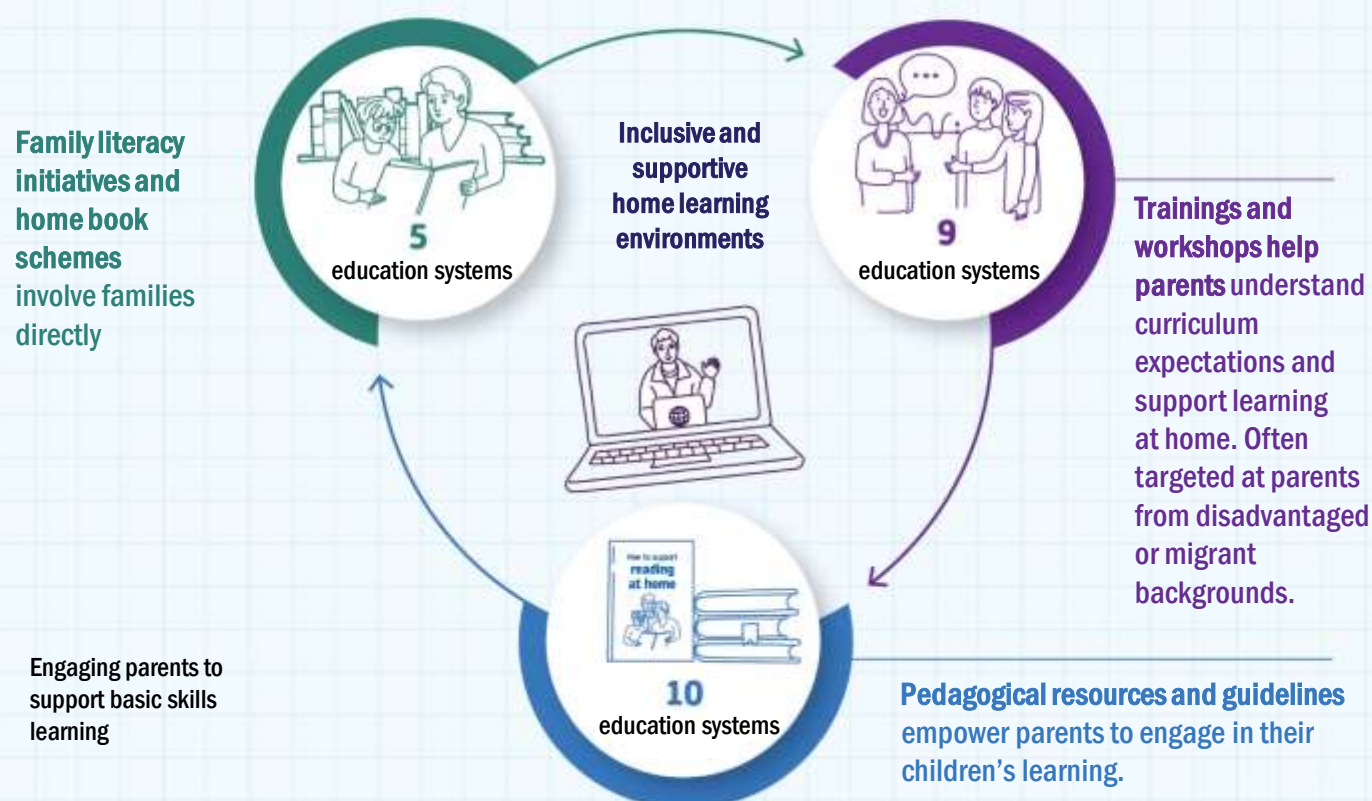 Family literacy
initiatives and
home book
schemes
involve families
directly
5
education systems
Inclusive and
supportive
home learning
environments
9
education systems
Trainings and
workshops help
parents understand
curriculum
expectations and
support learning
at home. Often
targeted at parents
from disadvantaged
or migrant
backgrounds.
How to support
reading
at home
10
education systems
Pedagogical resources and guidelines
empower parents to engage in their
children’s learning.
Engaging parents to
support basic skills
learning